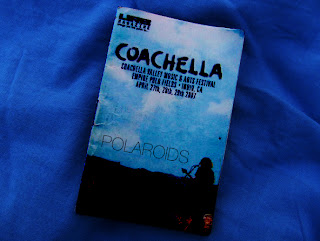 COACHELLA
COACHELLA VALLEY MUSIC & ARTS FESTIVAL
EMPIRE POLO FIELDS • INDIO, CA
APRIL 27TH, 28TH, 29TH 2007
POLAROIDS